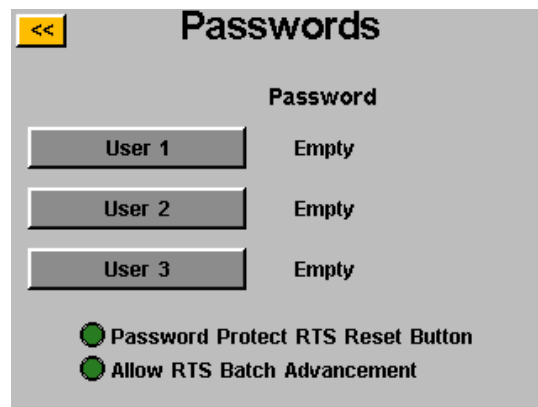 << Passwords
Password
User 1 Empty
User 2 Empty
User 3 Empty
Password Protect RTS Reset Button
Allow RTS Batch Advancement